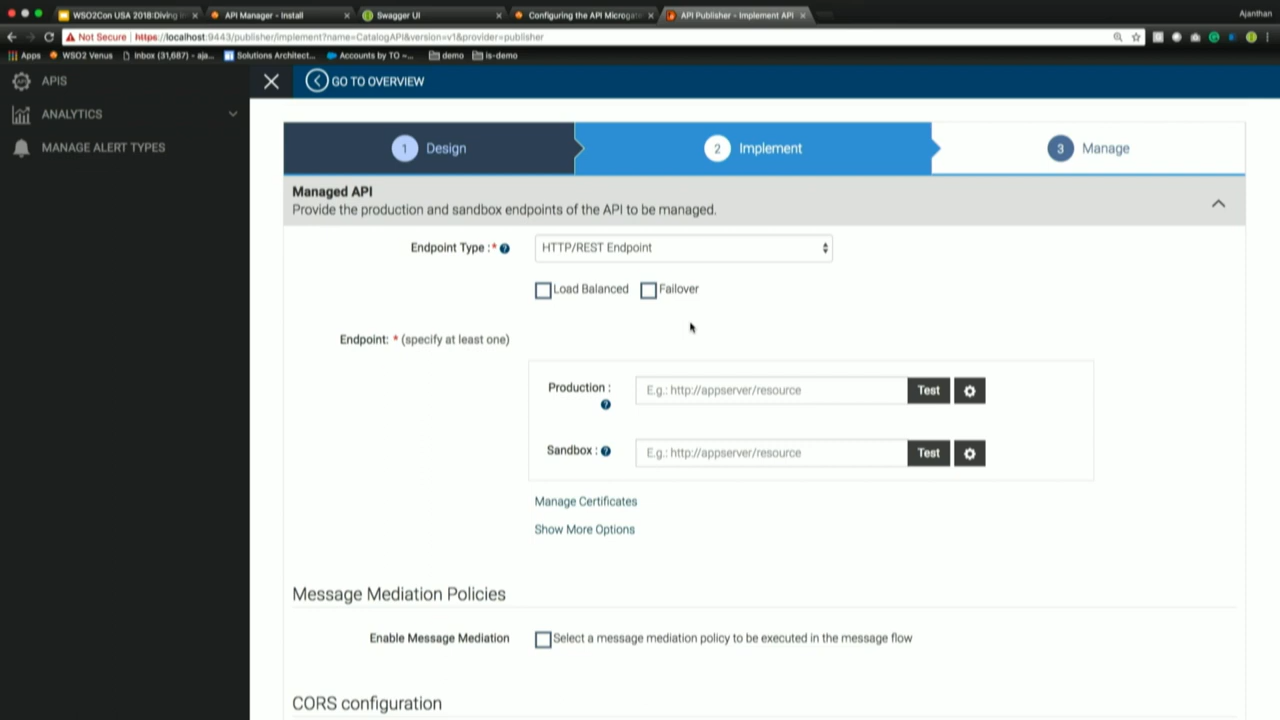 WSO2Con USA 2018:Diving in
API Manager - Install
Swagger UI
Configuring the API Microgate
API Publisher - Implement API
Ajanthan
Not Secure https://localhost:9443/publisher/implement?name=CatalogAPI&version=v1&provider=publisher
Apps
WSO2 Venus
Inbox (31,687) - aja...
Solutions Architect...
Accounts by TO –...
demo
is-demo
APIS
GO TO OVERVIEW
ANALYTICS
MANAGE ALERT TYPES
1 Design
2 Implement
3 Manage
Managed API
Provide the production and sandbox endpoints of the API to be managed.
Endpoint Type :* ?
HTTP/REST Endpoint
Load Balanced
Failover
Endpoint: * (specify at least one)
Production : ?
E.g.: http://appserver/resource
Test
Sandbox : ?
E.g.: http://appserver/resource
Test
Manage Certificates
Show More Options
Message Mediation Policies
Enable Message Mediation
Select a message mediation policy to be executed in the message flow
CORS configuration